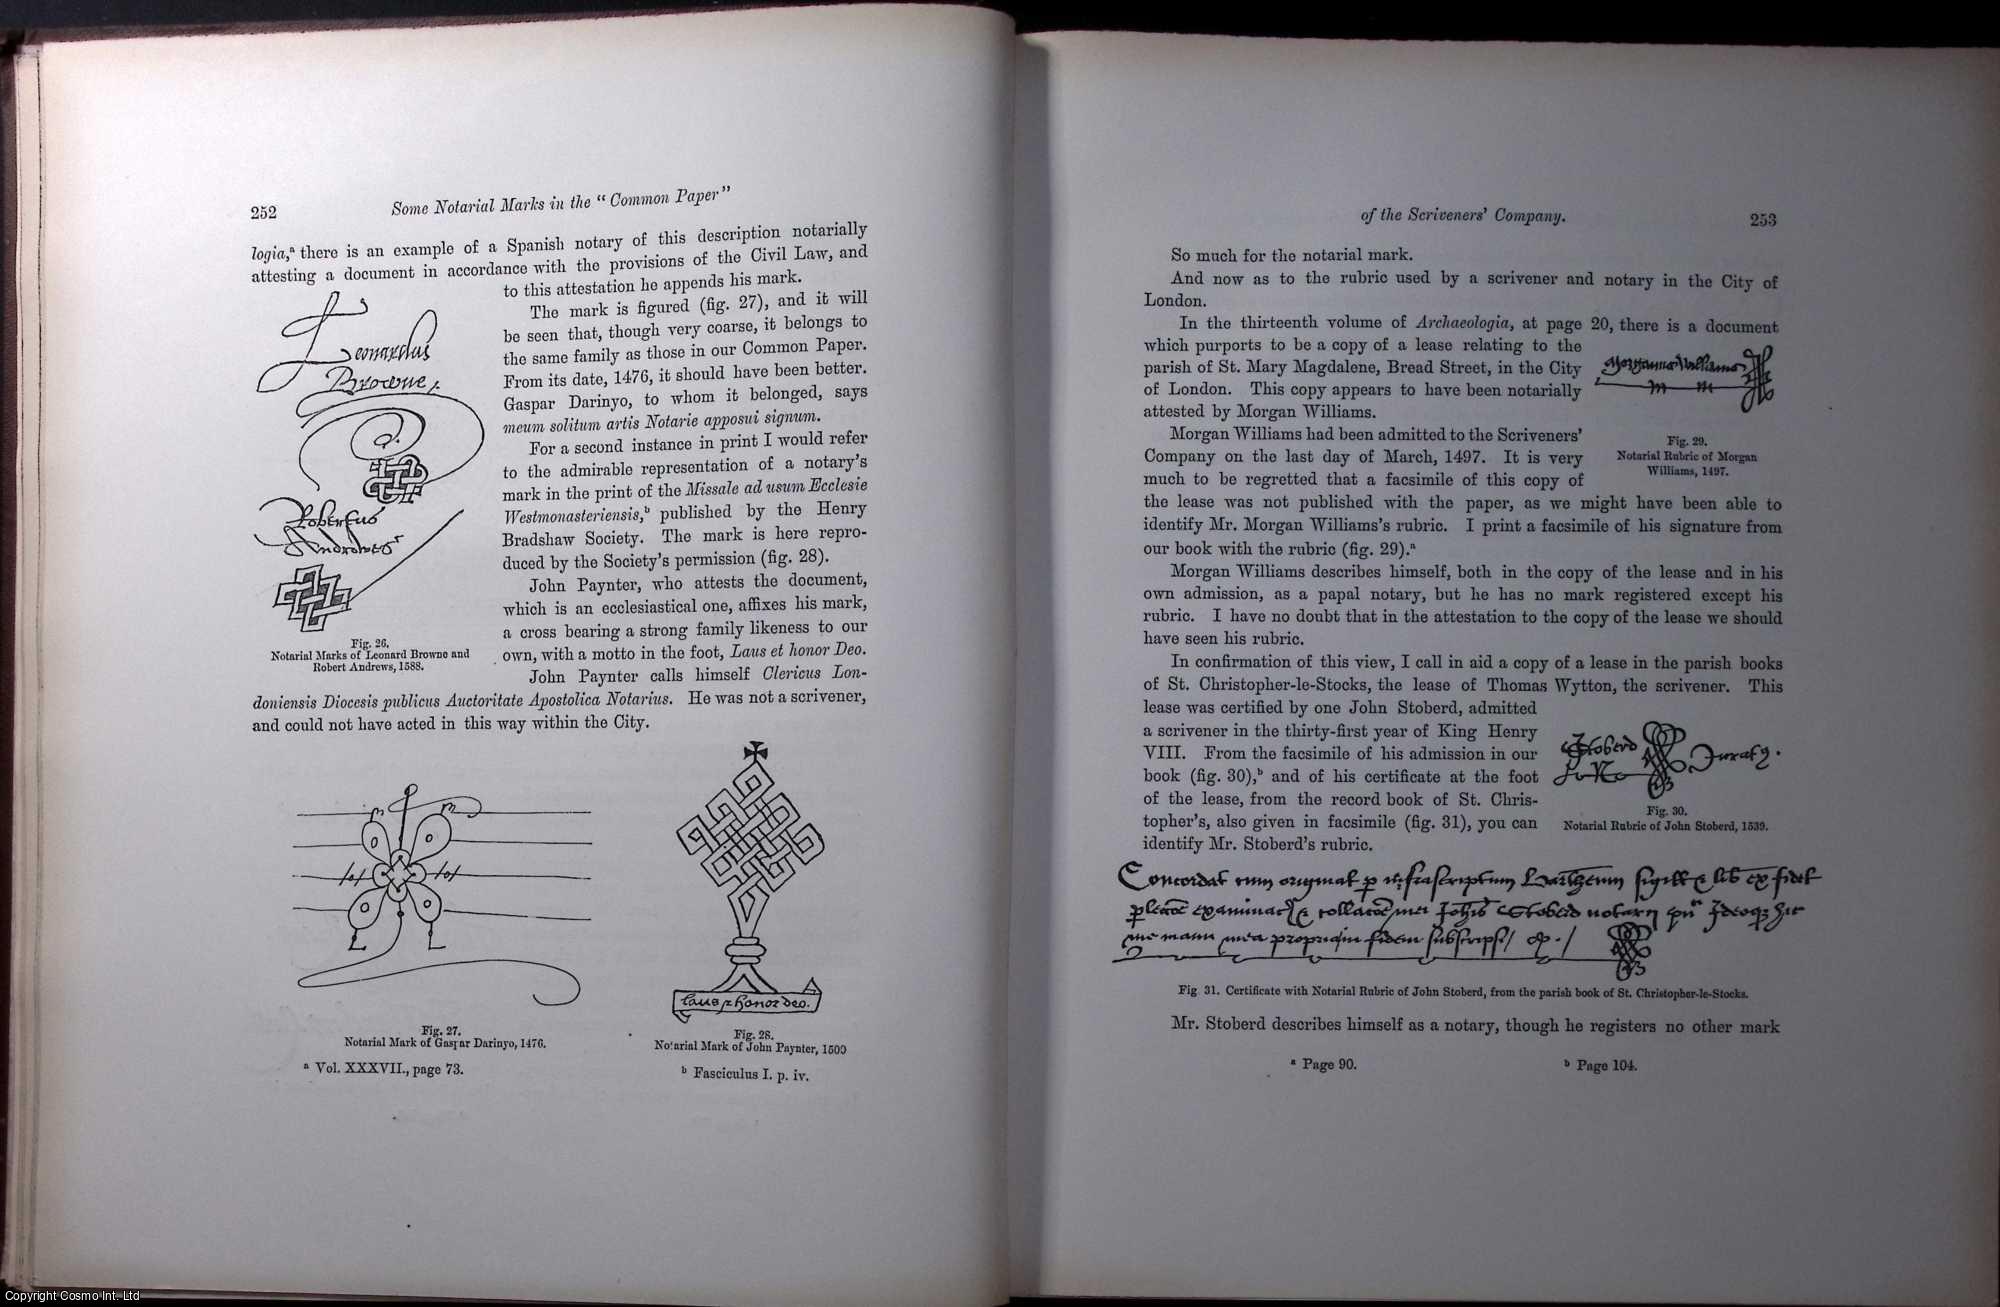 252
Some Notarial Marks in the “ Common Paper ”
logia,ª there is an example of a Spanish notary of this description notarially
attesting a document in accordance with the provisions of the Civil Law, and
to this attestation he appends his mark.
The mark is figured (fig. 27), and it will
be seen that, though very coarse, it belongs to
the same family as those in our Common Paper.
From its date, 1476, it should have been better.
Gaspar Darinyo, to whom it belonged, says
meum solitum artis Notarie apposui signum.
For a second instance in print I would refer
to the admirable representation of a notary’s
mark in the print of the Missale ad usum Ecclesie
Westmonasteriensis,ᵇ published by the Henry
Bradshaw Society. The mark is here repro-
duced by the Society’s permission (fig. 28).
John Paynter, who attests the document,
which is an ecclesiastical one, affixes his mark,
a cross bearing a strong family likeness to our
own, with a motto in the foot, Laus et honor Deo.
John Paynter calls himself Clericus Lon-
doniensis Diocesis publicus Auctoritate Apostolica Notarius. He was not a scrivener,
and could not have acted in this way within the City.
Leonardus
Browne
Robertus
Andrewes
Fig. 26.
Notarial Marks of Leonard Browne and
Robert Andrews, 1588.
Fig. 27.
Notarial Mark of Gaspar Darinyo, 1476.
laus & honor deo.
Fig. 28.
Notarial Mark of John Paynter, 1500
ª Vol. XXXVII., page 73.
ᵇ Fasciculus I. p. iv.
of the Scriveners’ Company.
253
So much for the notarial mark.
And now as to the rubric used by a scrivener and notary in the City of
London.
In the thirteenth volume of Archaeologia, at page 20, there is a document
which purports to be a copy of a lease relating to the
parish of St. Mary Magdalene, Bread Street, in the City
of London. This copy appears to have been notarially
attested by Morgan Williams.
Morgan Williams had been admitted to the Scriveners’
Company on the last day of March, 1497. It is very
much to be regretted that a facsimile of this copy of
the lease was not published with the paper, as we might have been able to
identify Mr. Morgan Williams’s rubric. I print a facsimile of his signature from
our book with the rubric (fig. 29).ª
Fig. 29.
Notarial Rubric of Morgan
Williams, 1497.
Morgan Williams describes himself, both in the copy of the lease and in his
own admission, as a papal notary, but he has no mark registered except his
rubric. I have no doubt that in the attestation to the copy of the lease we should
have seen his rubric.
In confirmation of this view, I call in aid a copy of a lease in the parish books
of St. Christopher-le-Stocks, the lease of Thomas Wytton, the scrivener. This
lease was certified by one John Stoberd, admitted
a scrivener in the thirty-first year of King Henry
VIII. From the facsimile of his admission in our
book (fig. 30),ᵇ and of his certificate at the foot
of the lease, from the record book of St. Chris-
topher’s, also given in facsimile (fig. 31), you can
identify Mr. Stoberd’s rubric.
Stoberd
Fig. 30.
Notarial Rubric of John Stoberd, 1539.
Fig. 31. Certificate with Notarial Rubric of John Stoberd, from the parish book of St. Christopher-le-Stocks.
Mr. Stoberd describes himself as a notary, though he registers no other mark
ª Page 90.
ᵇ Page 104.
Copyright Cosmo Int. Ltd